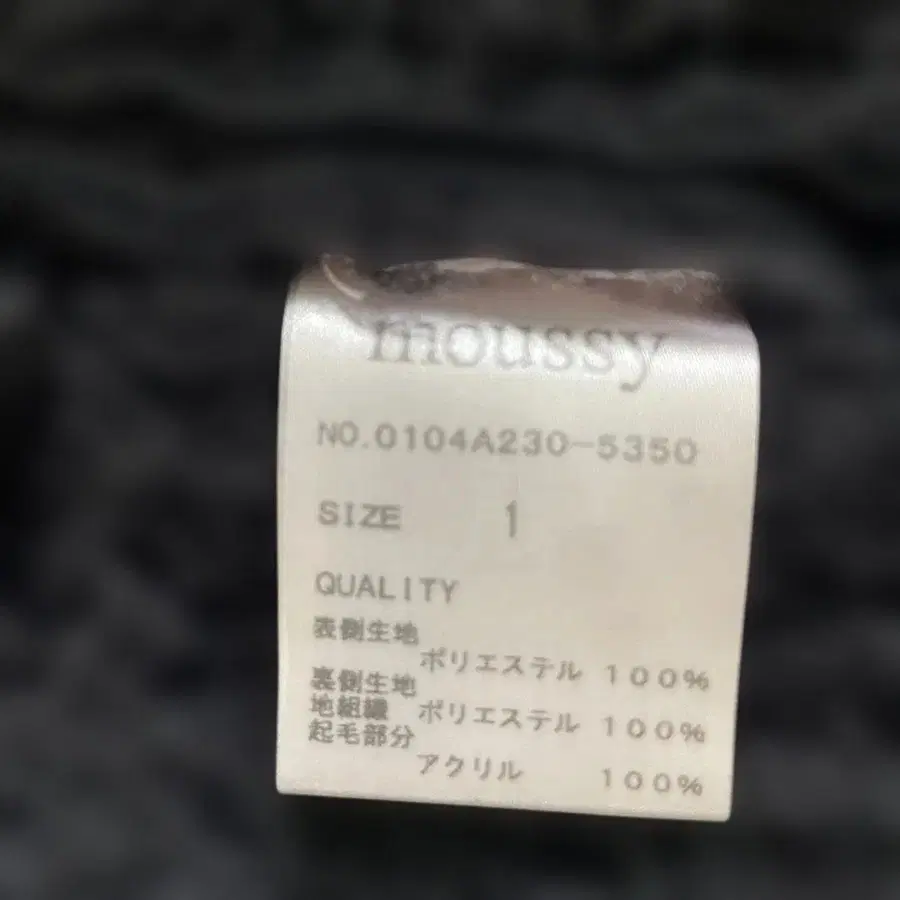 moussy
NO.0104A230-5350
SIZE 1
QUALITY
表側生地
ポリエステル 100%
裏側生地
地組織 ポリエステル 100%
起毛部分
アクリル 100%